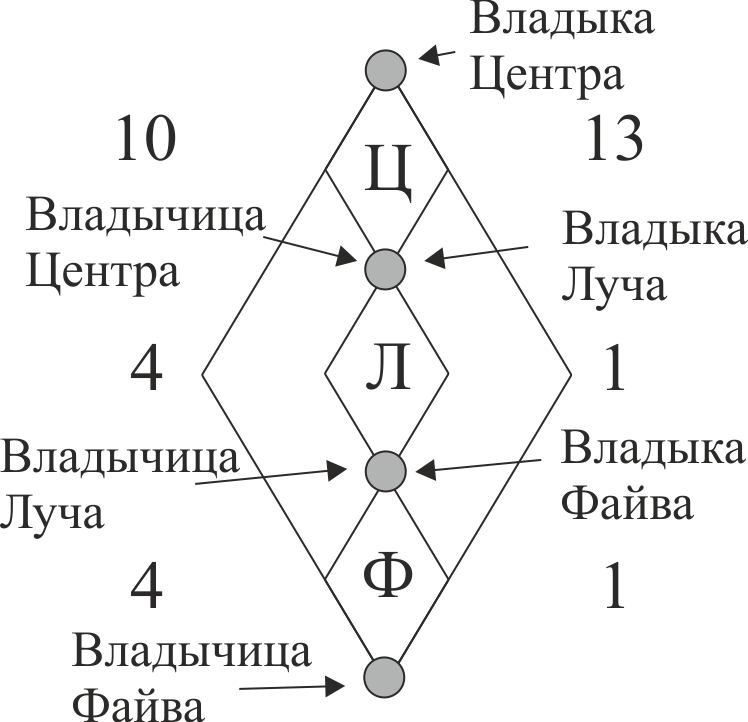 Владыка
Центра
10
13
Ц
Владычица
Центра
Владыка
Луча
4
Л
1
Владычица
Луча
Владыка
Файва
4
Ф
1
Владычица
Файва